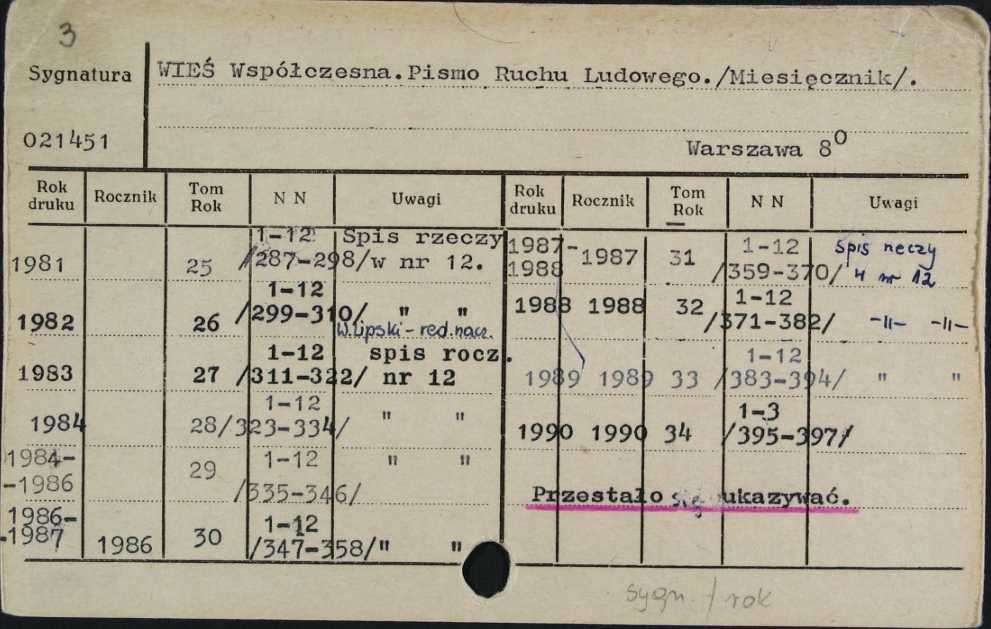 3
Sygnatura WIEŚ Współczesna.Pismo Ruchu Ludowego./Miesięcznik/.
021451 Warszawa 8⁰
Rok druku Rocznik Tom Rok N N Uwagi Rok druku Rocznik Tom Rok N N Uwagi
1981 25 1-12 /287-298/ Spis rzeczy w nr 12.
1982 26 1-12 /299-310/ " "
W.Lipski-red.nacz.
1983 27 1-12 /311-322/ spis rocz. nr 12
1984 28 1-12 /323-334/ " "
1984-
-1986 29 1-12 /335-346/ " "
1986-
-1987 1986 30 1-12 /347-358/ " "
1987-
1988 1987 31 1-12 /359-370/ Spis rzeczy nr 12
1988 1988 32 1-12 /371-382/ -ıı- -ıı-
1989 1989 33 1-12 /383-394/ " "
1990 1990 34 1-3 /395-397/
Przestało się ukazywać.
sygn. / rok